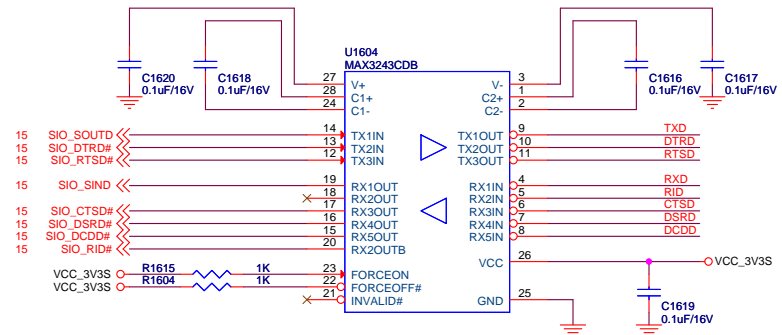 U1604
MAX3243CDB
C1620
0.1uF/16V
C1618
0.1uF/16V
C1616
0.1uF/16V
C1617
0.1uF/16V
27 V+
28 C1+
24 C1-
V- 3
C2+ 1
C2- 2
15 SIO_SOUTD 14 TX1IN TX1OUT 9 TXD
15 SIO_DTRD# 13 TX2IN TX2OUT 10 DTRD
15 SIO_RTSD# 12 TX3IN TX3OUT 11 RTSD
15 SIO_SIND 19 RX1OUT RX1IN 4 RXD
18 RX2OUT RX2IN 5 RID
15 SIO_CTSD# 17 RX3OUT RX3IN 6 CTSD
15 SIO_DSRD# 16 RX4OUT RX4IN 7 DSRD
15 SIO_DCDD# 15 RX5OUT RX5IN 8 DCDD
15 SIO_RID# 20 RX2OUTB
VCC 26 VCC_3V3S
VCC_3V3S R1615 1K 23 FORCEON
VCC_3V3S R1604 1K 22 FORCEOFF#
21 INVALID# GND 25
C1619
0.1uF/16V